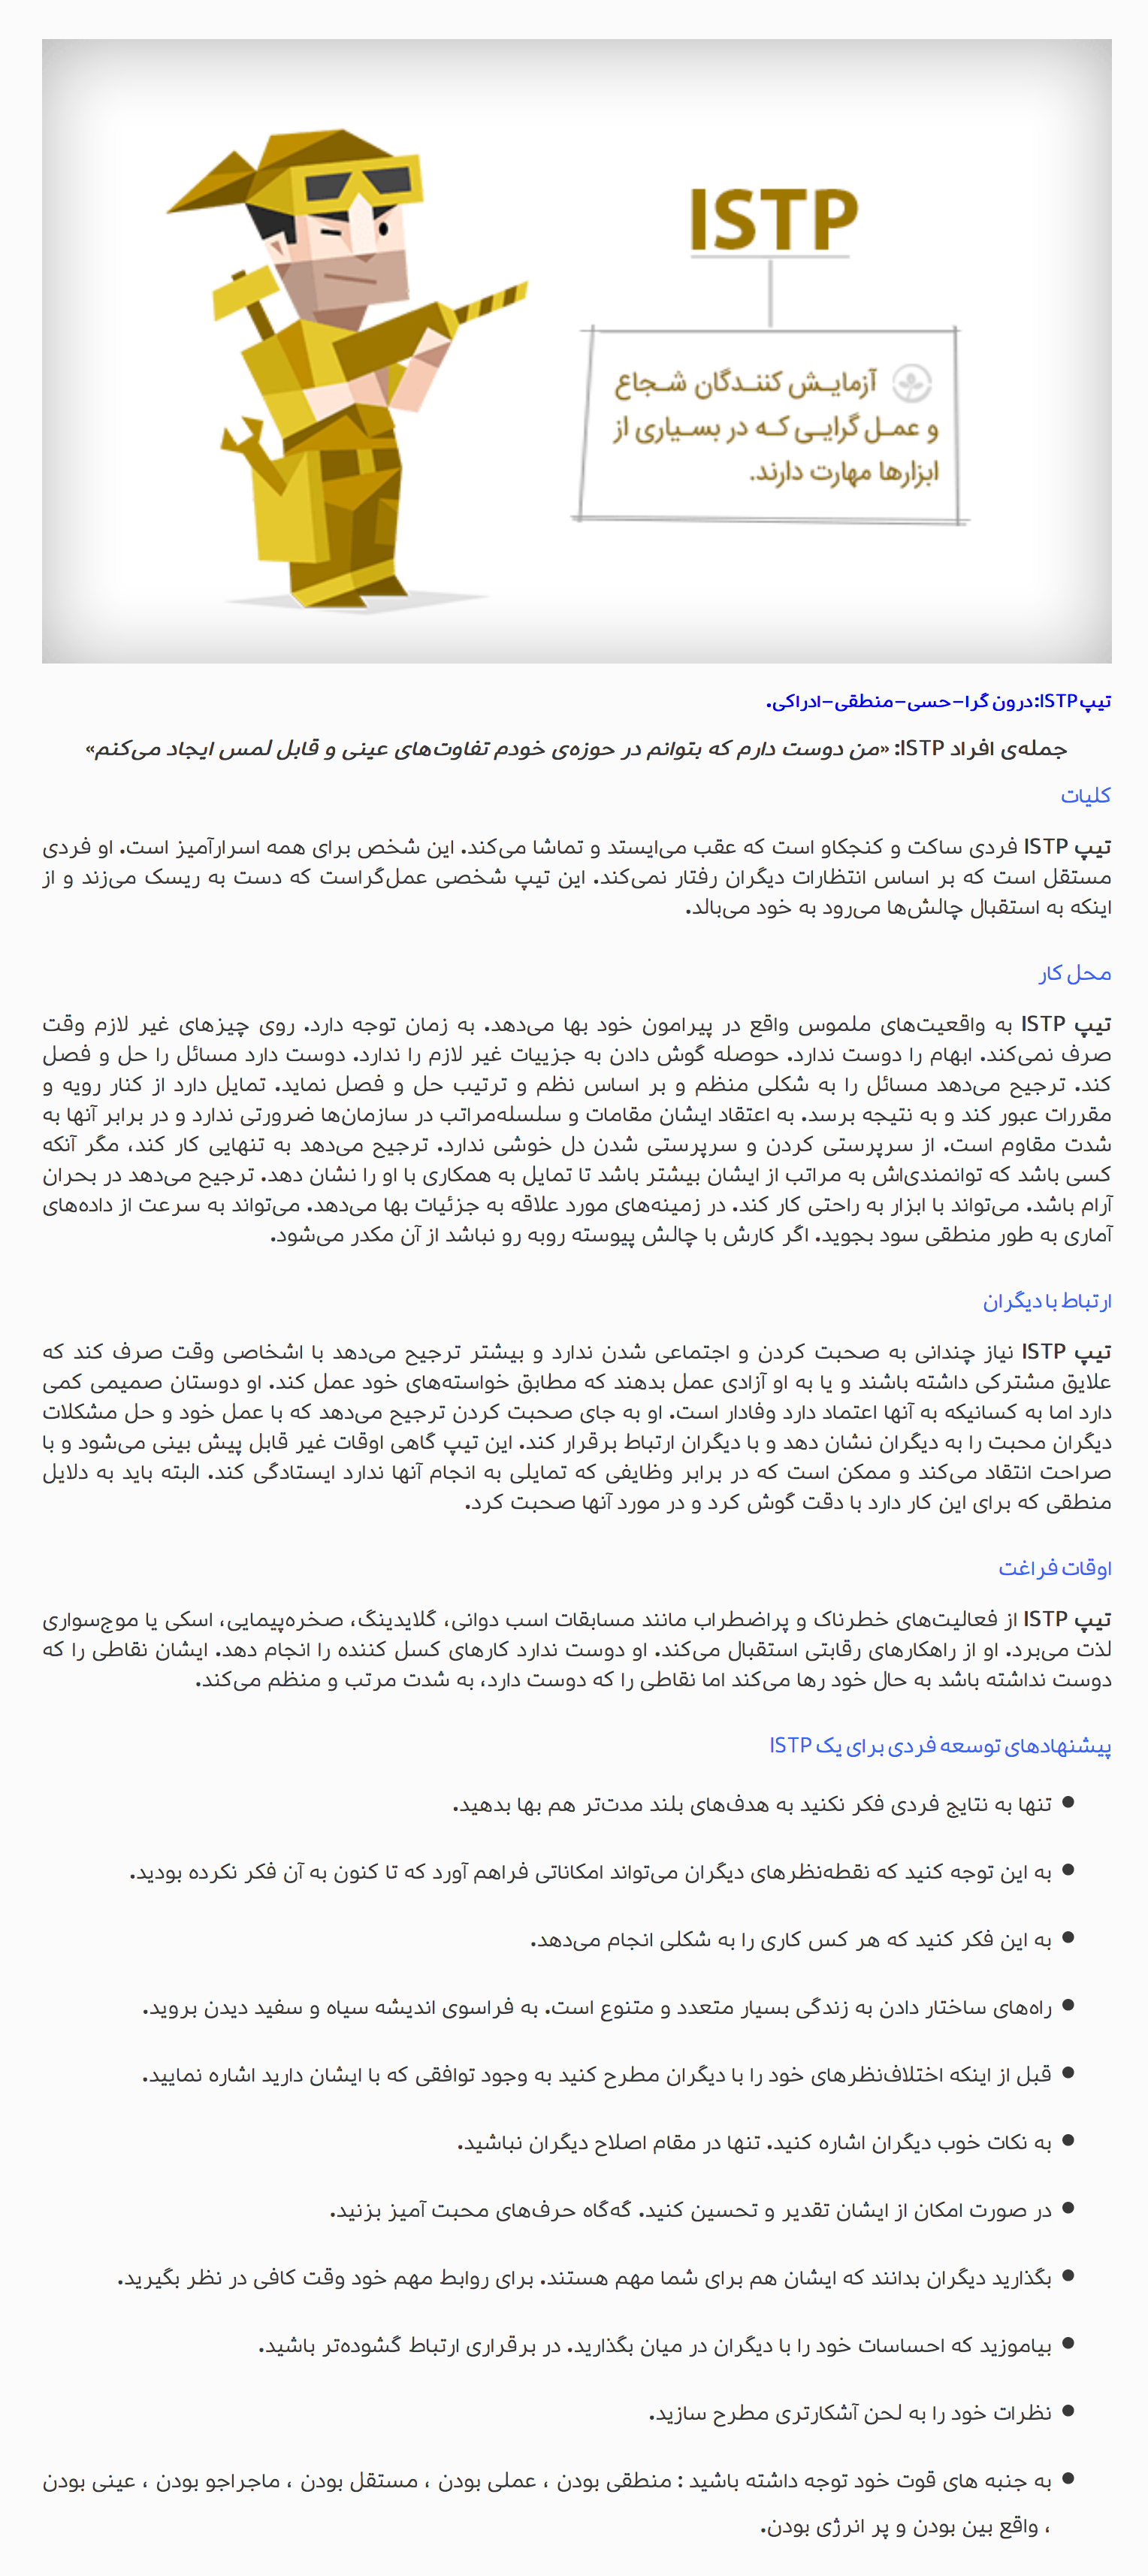 ISTP
آزمایـش کننـدگان شـجاع
و عمـل گرایـی کـه در بسـیاری از
ابزارها مهارت دارند.
تیپISTP:درون گرا–حسی–منطقی–ادراکی.
جمله‌ی افراد ISTP: «من دوست دارم که بتوانم در حوزه‌ی خودم تفاوت‌های عینی و قابل لمس ایجاد می‌کنم»
کلیات
تیپ ISTP فردی ساکت و کنجکاو است که عقب می‌ایستد و تماشا می‌کند. این شخص برای همه اسرارآمیز است. او فردی
مستقل است که بر اساس انتظارات دیگران رفتار نمی‌کند. این تیپ شخصی عمل‌گراست که دست به ریسک می‌زند و از
اینکه به استقبال چالش‌ها می‌رود به خود می‌بالد.
محل کار
تیپ ISTP به واقعیت‌های ملموس واقع در پیرامون خود بها می‌دهد. به زمان توجه دارد. روی چیزهای غیر لازم وقت
صرف نمی‌کند. ابهام را دوست ندارد. حوصله گوش دادن به جزییات غیر لازم را ندارد. دوست دارد مسائل را حل و فصل
کند. ترجیح می‌دهد مسائل را به شکلی منظم و بر اساس نظم و ترتیب حل و فصل نماید. تمایل دارد از کنار رویه و
مقررات عبور کند و به نتیجه برسد. به اعتقاد ایشان مقامات و سلسله‌مراتب در سازمان‌ها ضرورتی ندارد و در برابر آنها به
شدت مقاوم است. از سرپرستی کردن و سرپرستی شدن دل خوشی ندارد. ترجیح می‌دهد به تنهایی کار کند، مگر آنکه
کسی باشد که توانمندی‌اش به مراتب از ایشان بیشتر باشد تا تمایل به همکاری با او را نشان دهد. ترجیح می‌دهد در بحران
آرام باشد. می‌تواند با ابزار به راحتی کار کند. در زمینه‌های مورد علاقه به جزئیات بها می‌دهد. می‌تواند به سرعت از داده‌های
آماری به طور منطقی سود بجوید. اگر کارش با چالش پیوسته روبه رو نباشد از آن مکدر می‌شود.
ارتباط با دیگران
تیپ ISTP نیاز چندانی به صحبت کردن و اجتماعی شدن ندارد و بیشتر ترجیح می‌دهد با اشخاصی وقت صرف کند که
علایق مشترکی داشته باشند و یا به او آزادی عمل بدهند که مطابق خواسته‌های خود عمل کند. او دوستان صمیمی کمی
دارد اما به کسانیکه به آنها اعتماد دارد وفادار است. او به جای صحبت کردن ترجیح می‌دهد که با عمل خود و حل مشکلات
دیگران محبت را به دیگران نشان دهد و با دیگران ارتباط برقرار کند. این تیپ گاهی اوقات غیر قابل پیش بینی می‌شود و با
صراحت انتقاد می‌کند و ممکن است که در برابر وظایفی که تمایلی به انجام آنها ندارد ایستادگی کند. البته باید به دلایل
منطقی که برای این کار دارد با دقت گوش کرد و در مورد آنها صحبت کرد.
اوقات فراغت
تیپ ISTP از فعالیت‌های خطرناک و پراضطراب مانند مسابقات اسب دوانی، گلایدینگ، صخره‌پیمایی، اسکی یا موج‌سواری
لذت می‌برد. او از راهکارهای رقابتی استقبال می‌کند. او دوست ندارد کارهای کسل کننده را انجام دهد. ایشان نقاطی را که
دوست نداشته باشد به حال خود رها می‌کند اما نقاطی را که دوست دارد، به شدت مرتب و منظم می‌کند.
پیشنهادهای توسعه فردی برای یک ISTP
● تنها به نتایج فردی فکر نکنید به هدف‌های بلند مدت‌تر هم بها بدهید.
● به این توجه کنید که نقطه‌نظرهای دیگران می‌تواند امکاناتی فراهم آورد که تا کنون به آن فکر نکرده بودید.
● به این فکر کنید که هر کس کاری را به شکلی انجام می‌دهد.
● راه‌های ساختار دادن به زندگی بسیار متعدد و متنوع است. به فراسوی اندیشه سیاه و سفید دیدن بروید.
● قبل از اینکه اختلاف‌نظرهای خود را با دیگران مطرح کنید به وجود توافقی که با ایشان دارید اشاره نمایید.
● به نکات خوب دیگران اشاره کنید. تنها در مقام اصلاح دیگران نباشید.
● در صورت امکان از ایشان تقدیر و تحسین کنید. گه‌گاه حرف‌های محبت آمیز بزنید.
● بگذارید دیگران بدانند که ایشان هم برای شما مهم هستند. برای روابط مهم خود وقت کافی در نظر بگیرید.
● بیاموزید که احساسات خود را با دیگران در میان بگذارید. در برقراری ارتباط گشوده‌تر باشید.
● نظرات خود را به لحن آشکارتری مطرح سازید.
● به جنبه های قوت خود توجه داشته باشید : منطقی بودن ، عملی بودن ، مستقل بودن ، ماجراجو بودن ، عینی بودن
، واقع بین بودن و پر انرژی بودن.